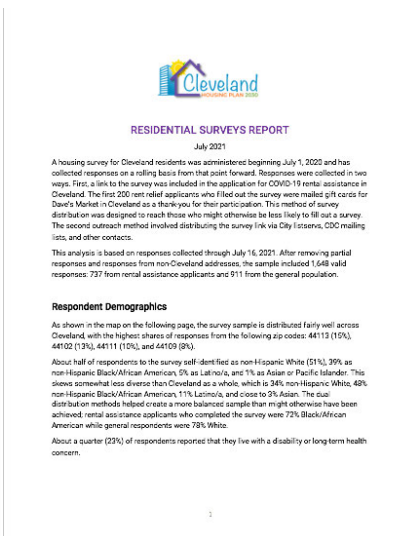 Cleveland
HOUSING PLAN 2030
RESIDENTIAL SURVEYS REPORT
July 2021
A housing survey for Cleveland residents was administered beginning July 1, 2020 and has
collected responses on a rolling basis from that point forward. Responses were collected in two
ways. First, a link to the survey was included in the application for COVID-19 rental assistance in
Cleveland. The first 200 rent relief applicants who filled out the survey were mailed gift cards for
Dave's Market in Cleveland as a thank-you for their participation. This method of survey
distribution was designed to reach those who might otherwise be less likely to fill out a survey.
The second outreach method involved distributing the survey link via City listservs, CDC mailing
lists, and other contacts.
This analysis is based on responses collected through July 16, 2021. After removing partial
responses and responses from non-Cleveland addresses, the sample included 1,648 valid
responses: 737 from rental assistance applicants and 911 from the general population.
Respondent Demographics
As shown in the map on the following page, the survey sample is distributed fairly well across
Cleveland, with the highest shares of responses from the following zip codes: 44113 (15%),
44102 (13%), 44111 (10%), and 44109 (8%).
About half of respondents to the survey self-identified as non-Hispanic White (51%), 39% as
non-Hispanic Black/African American, 5% as Latino/a, and 1% as Asian or Pacific Islander. This
skews somewhat less diverse than Cleveland as a whole, which is 34% non-Hispanic White, 48%
non-Hispanic Black/African American, 11% Latino/a, and close to 3% Asian. The dual
distribution methods helped create a more balanced sample than might otherwise have been
achieved; rental assistance applicants who completed the survey were 72% Black/African
American while general respondents were 78% White.
About a quarter (23%) of respondents reported that they live with a disability or long-term health
concern.